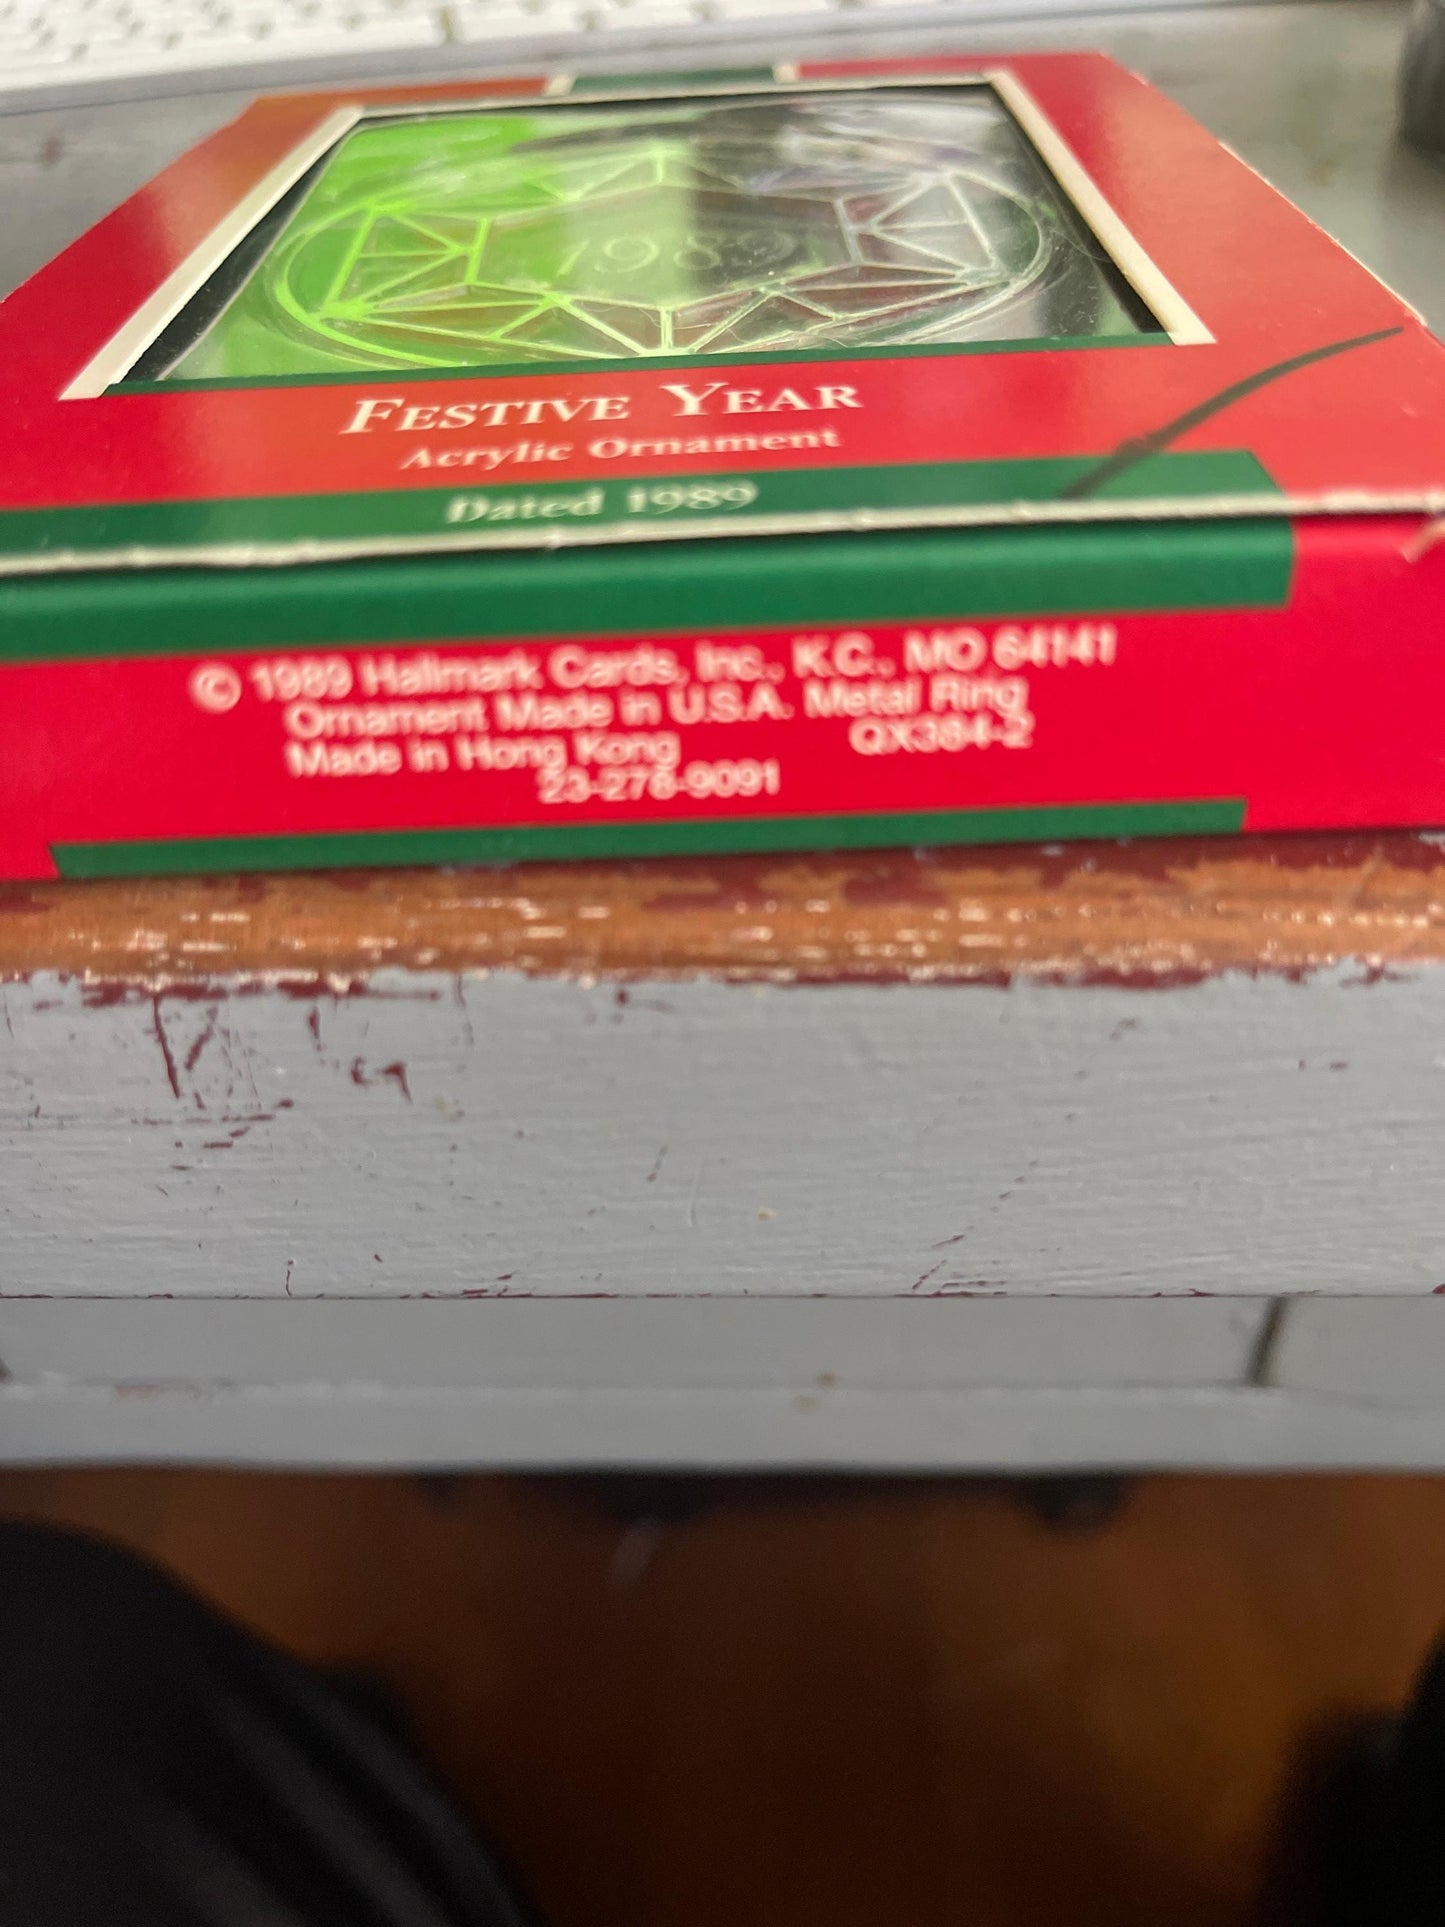 1989
FESTIVE YEAR
Acrylic Ornament
Dated 1989
© 1989 Hallmark Cards, Inc., K.C., MO 64141
Ornament Made in U.S.A. Metal Ring
Made in Hong Kong QX384-2
23-278-9091